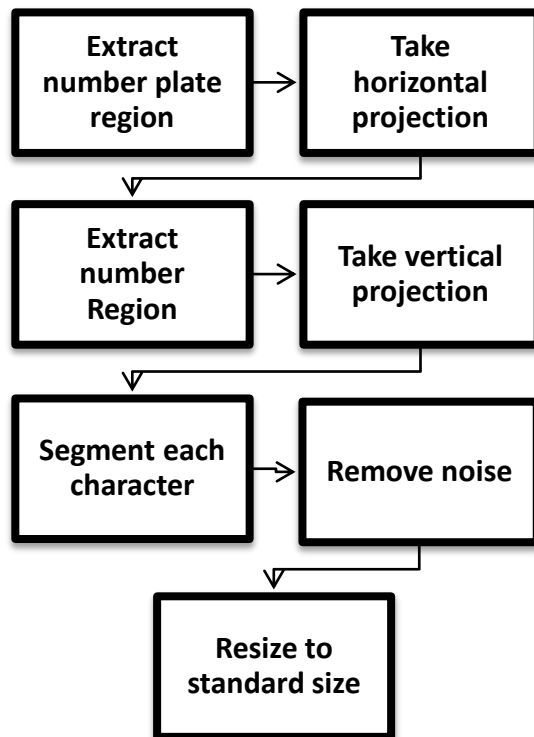 Extract
number plate
region
Take
horizontal
projection
Extract
number
Region
Take vertical
projection
Segment each
character
Remove noise
Resize to
standard size